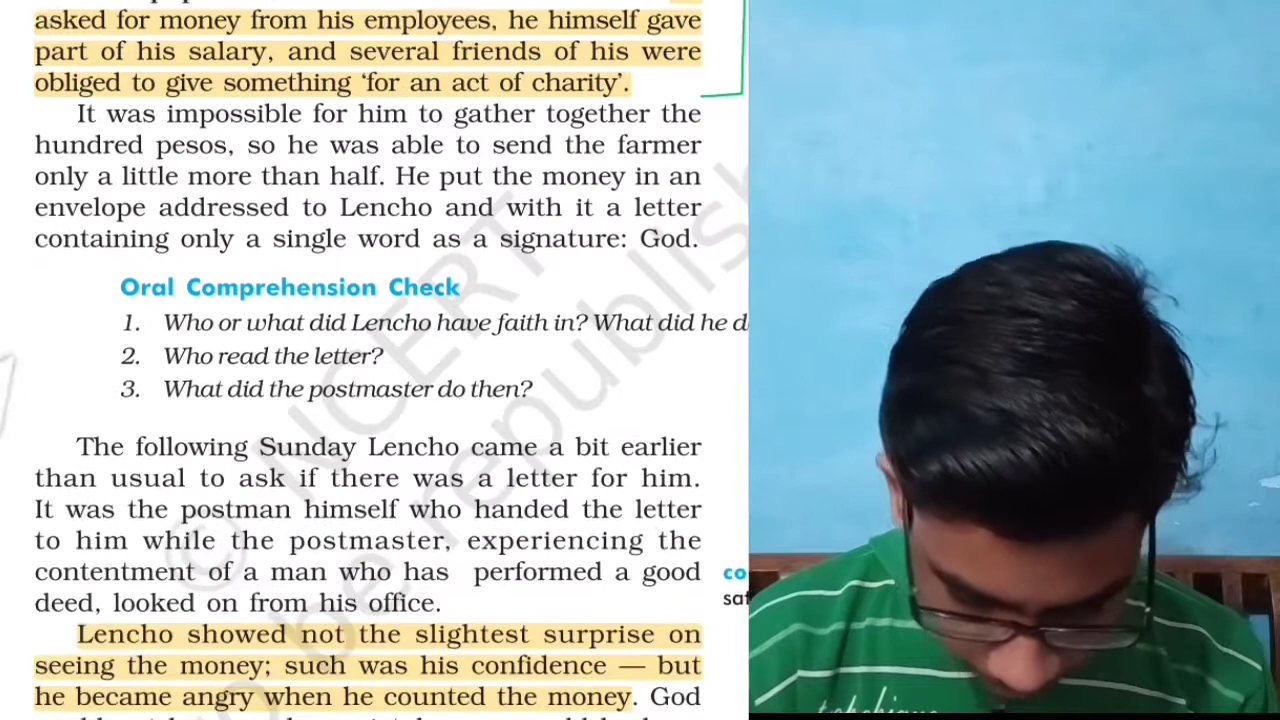 asked for money from his employees, he himself gave
part of his salary, and several friends of his were
obliged to give something ‘for an act of charity’.
It was impossible for him to gather together the
hundred pesos, so he was able to send the farmer
only a little more than half. He put the money in an
envelope addressed to Lencho and with it a letter
containing only a single word as a signature: God.
Oral Comprehension Check
1. Who or what did Lencho have faith in? What did he d
2. Who read the letter?
3. What did the postmaster do then?
The following Sunday Lencho came a bit earlier
than usual to ask if there was a letter for him.
It was the postman himself who handed the letter
to him while the postmaster, experiencing the
contentment of a man who has performed a good
deed, looked on from his office.
co
sat
Lencho showed not the slightest surprise on
seeing the money; such was his confidence — but
he became angry when he counted the money. God
© NCERT
be republish